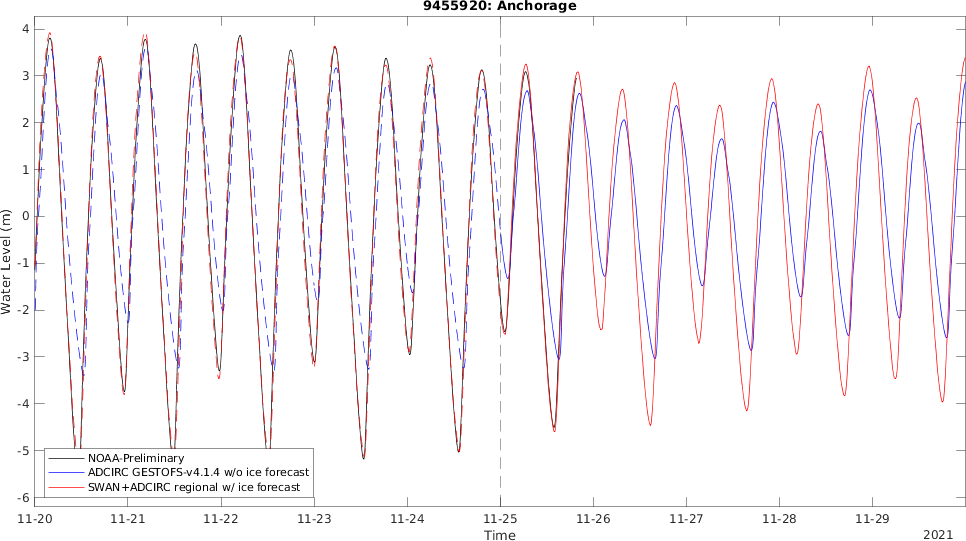 9455920: Anchorage
Water Level (m)
4
3
2
1
0
-1
-2
-3
-4
-5
-6
NOAA-Preliminary
ADCIRC GESTOFS-v4.1.4 w/o ice forecast
SWAN+ADCIRC regional w/ ice forecast
11-20 11-21 11-22 11-23 11-24 11-25 11-26 11-27 11-28 11-29
Time
2021